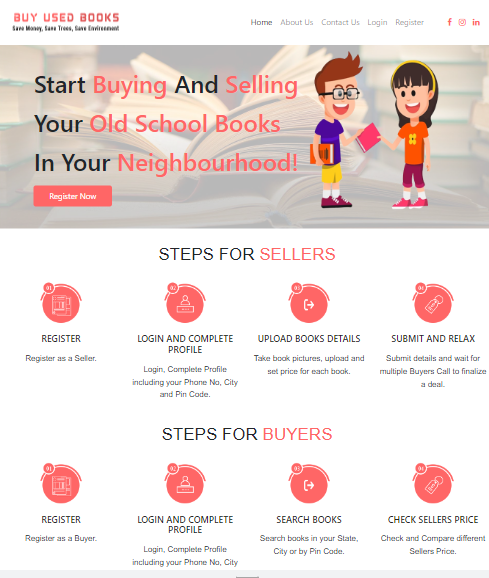 BUY USED BOOKS
Save Money, Save Trees, Save Environment
Home About Us Contact Us Login Register
Start Buying And Selling
Your Old School Books
In Your Neighbourhood!
Register Now
STEPS FOR SELLERS
01 02 03 04
REGISTER
Register as a Seller.
LOGIN AND COMPLETE
PROFILE
Login, Complete Profile
including your Phone No, City
and Pin Code.
UPLOAD BOOKS DETAILS
Take book pictures, upload and
set price for each book.
SUBMIT AND RELAX
Submit details and wait for
multiple Buyers Call to finalize
a deal.
STEPS FOR BUYERS
01 02 03 04
REGISTER
Register as a Buyer.
LOGIN AND COMPLETE
PROFILE
Login, Complete Profile
including your Phone No, City
SEARCH BOOKS
Search books in your State,
City or by Pin Code.
CHECK SELLERS PRICE
Check and Compare different
Sellers Price.